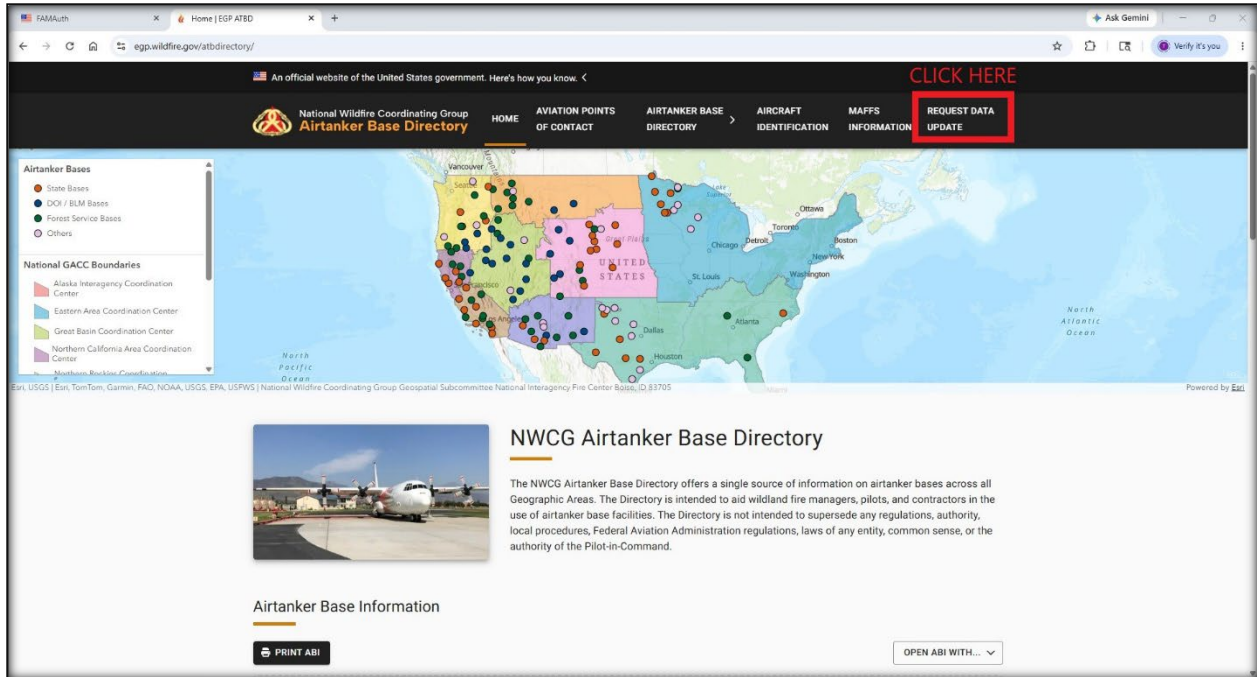 FAMAuth
Home | EGP ATBD
Ask Gemini
egp.wildfire.gov/atbdirectory/
Verify it's you
An official website of the United States government. Here's how you know.
CLICK HERE
National Wildfire Coordinating Group
Airtanker Base Directory
HOME
AVIATION POINTS
OF CONTACT
AIRTANKER BASE
DIRECTORY
AIRCRAFT
IDENTIFICATION
MAFFS
INFORMATION
REQUEST DATA
UPDATE
Airtanker Bases
State Bases
DOI / BLM Bases
Forest Service Bases
Others
National GACC Boundaries
Alaska Interagency Coordination
Center
Eastern Area Coordination Center
Great Basin Coordination Center
Northern California Area Coordination
Center
Northern Rockies Coordination
Vancouver
Seattle
Lake
Superior
Ottawa
Toronto
Great Plains
Chicago
Detroit
Boston
New York
UNITED
STATES
St. Louis
Washington
Los Angeles
Atlanta
Dallas
Houston
North
Pacific
Ocean
North
Atlantic
Ocean
Esri, USGS | Esri, TomTom, Garmin, FAO, NOAA, USGS, EPA, USFWS | National Wildfire Coordinating Group Geospatial Subcommittee National Interagency Fire Center Boise, ID 83705
Powered by Esri
NWCG Airtanker Base Directory
The NWCG Airtanker Base Directory offers a single source of information on airtanker bases across all
Geographic Areas. The Directory is intended to aid wildland fire managers, pilots, and contractors in the
use of airtanker base facilities. The Directory is not intended to supersede any regulations, authority,
local procedures, Federal Aviation Administration regulations, laws of any entity, common sense, or the
authority of the Pilot-in-Command.
Airtanker Base Information
PRINT ABI
OPEN ABI WITH...